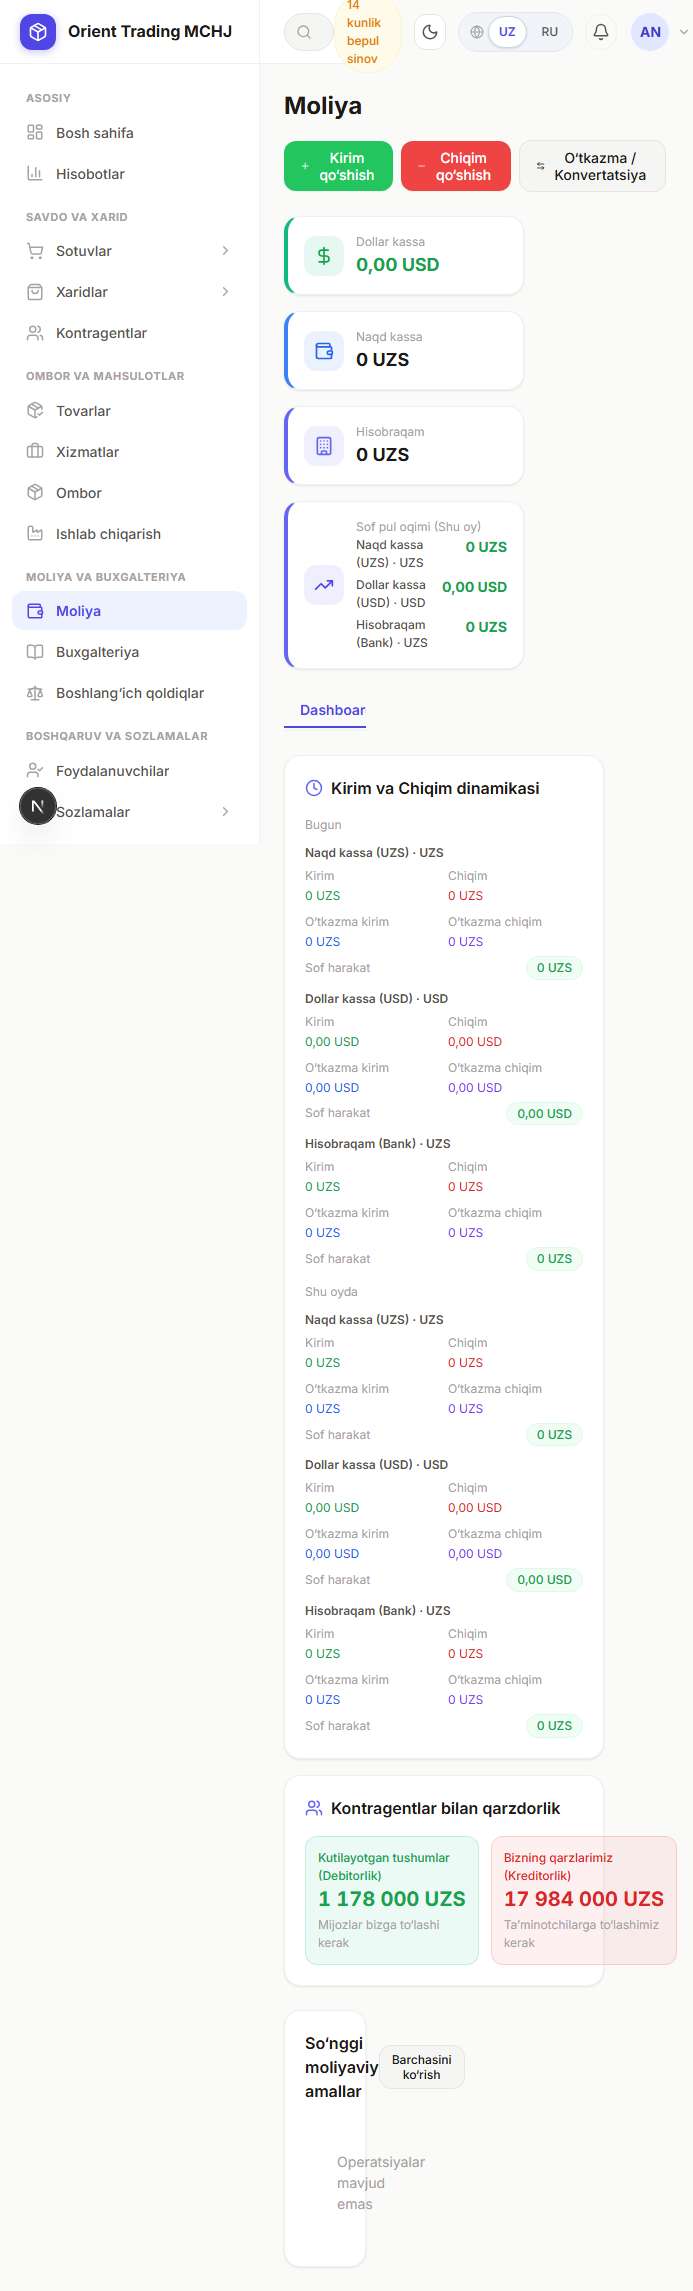 Orient Trading MCHJ
14
kunlik
bepul
sinov
UZ
RU
AN
ASOSIY
Bosh sahifa
Hisobotlar
SAVDO VA XARID
Sotuvlar
Xaridlar
Kontragentlar
OMBOR VA MAHSULOTLAR
Tovarlar
Xizmatlar
Ombor
Ishlab chiqarish
MOLIYA VA BUXGALTERIYA
Moliya
Buxgalteriya
Boshlang‘ich qoldiqlar
BOSHQARUV VA SOZLAMALAR
Foydalanuvchilar
N
Sozlamalar
Moliya
+ Kirim
qo‘shish
− Chiqim
qo‘shish
O‘tkazma /
Konvertatsiya
Dollar kassa
0,00 USD
Naqd kassa
0 UZS
Hisobraqam
0 UZS
Sof pul oqimi (Shu oy)
Naqd kassa
(UZS) · UZS
0 UZS
Dollar kassa
(USD) · USD
0,00 USD
Hisobraqam
(Bank) · UZS
0 UZS
Dashboar
Kirim va Chiqim dinamikasi
Bugun
Naqd kassa (UZS) · UZS
Kirim Chiqim
0 UZS 0 UZS
O‘tkazma kirim O‘tkazma chiqim
0 UZS 0 UZS
Sof harakat 0 UZS
Dollar kassa (USD) · USD
Kirim Chiqim
0,00 USD 0,00 USD
O‘tkazma kirim O‘tkazma chiqim
0,00 USD 0,00 USD
Sof harakat 0,00 USD
Hisobraqam (Bank) · UZS
Kirim Chiqim
0 UZS 0 UZS
O‘tkazma kirim O‘tkazma chiqim
0 UZS 0 UZS
Sof harakat 0 UZS
Shu oyda
Naqd kassa (UZS) · UZS
Kirim Chiqim
0 UZS 0 UZS
O‘tkazma kirim O‘tkazma chiqim
0 UZS 0 UZS
Sof harakat 0 UZS
Dollar kassa (USD) · USD
Kirim Chiqim
0,00 USD 0,00 USD
O‘tkazma kirim O‘tkazma chiqim
0,00 USD 0,00 USD
Sof harakat 0,00 USD
Hisobraqam (Bank) · UZS
Kirim Chiqim
0 UZS 0 UZS
O‘tkazma kirim O‘tkazma chiqim
0 UZS 0 UZS
Sof harakat 0 UZS
Kontragentlar bilan qarzdorlik
Kutilayotgan tushumlar
(Debitorlik)
1 178 000 UZS
Mijozlar bizga to‘lashi
kerak
Bizning qarzlarimiz
(Kreditorlik)
17 984 000 UZS
Ta’minotchilarga to‘lashimiz
kerak
So‘nggi
moliyaviy
amallar
Barchasini
ko‘rish
Operatsiyalar
mavjud
emas